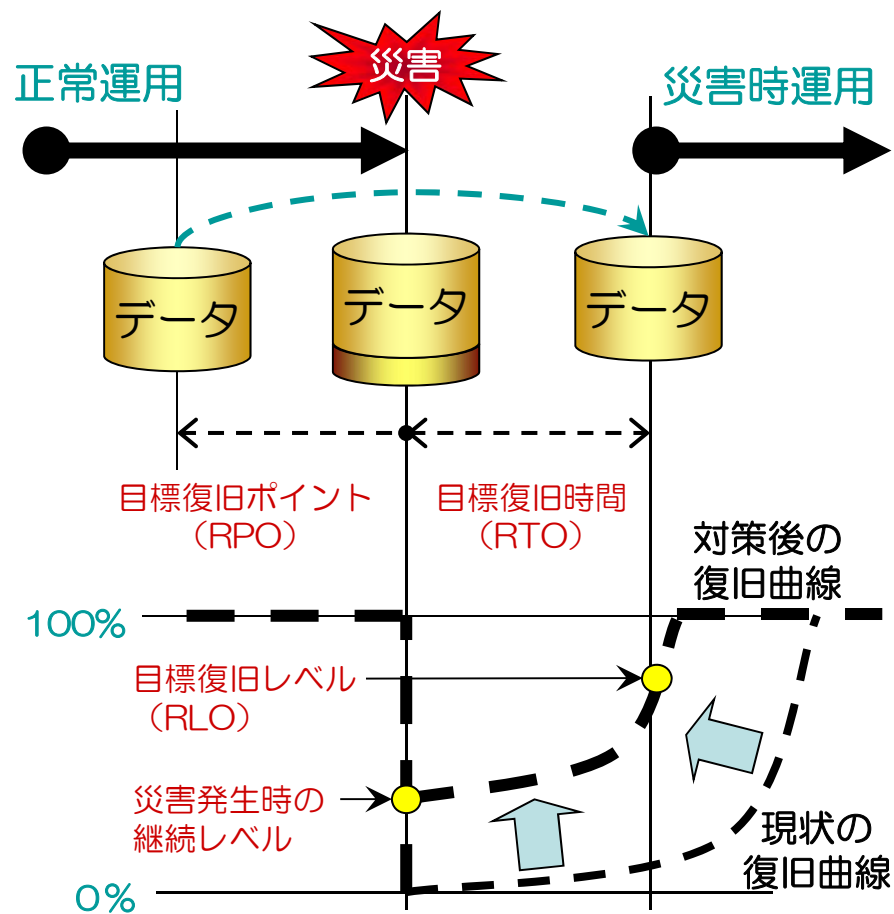 災害
正常運用
災害時運用
データ
データ
データ
目標復旧ポイント
（RPO）
目標復旧時間
（RTO）
対策後の
復旧曲線
100%
目標復旧レベル
（RLO）
災害発生時の
継続レベル
現状の
復旧曲線
0%